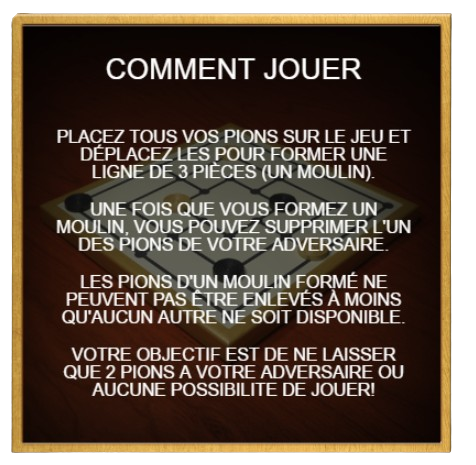 COMMENT JOUER
PLACEZ TOUS VOS PIONS SUR LE JEU ET
DÉPLACEZ LES POUR FORMER UNE
LIGNE DE 3 PIÈCES (UN MOULIN).
UNE FOIS QUE VOUS FORMEZ UN
MOULIN, VOUS POUVEZ SUPPRIMER L'UN
DES PIONS DE VOTRE ADVERSAIRE.
LES PIONS D'UN MOULIN FORMÉ NE
PEUVENT PAS ÊTRE ENLEVÉS À MOINS
QU'AUCUN AUTRE NE SOIT DISPONIBLE.
VOTRE OBJECTIF EST DE NE LAISSER
QUE 2 PIONS A VOTRE ADVERSAIRE OU
AUCUNE POSSIBILITE DE JOUER!